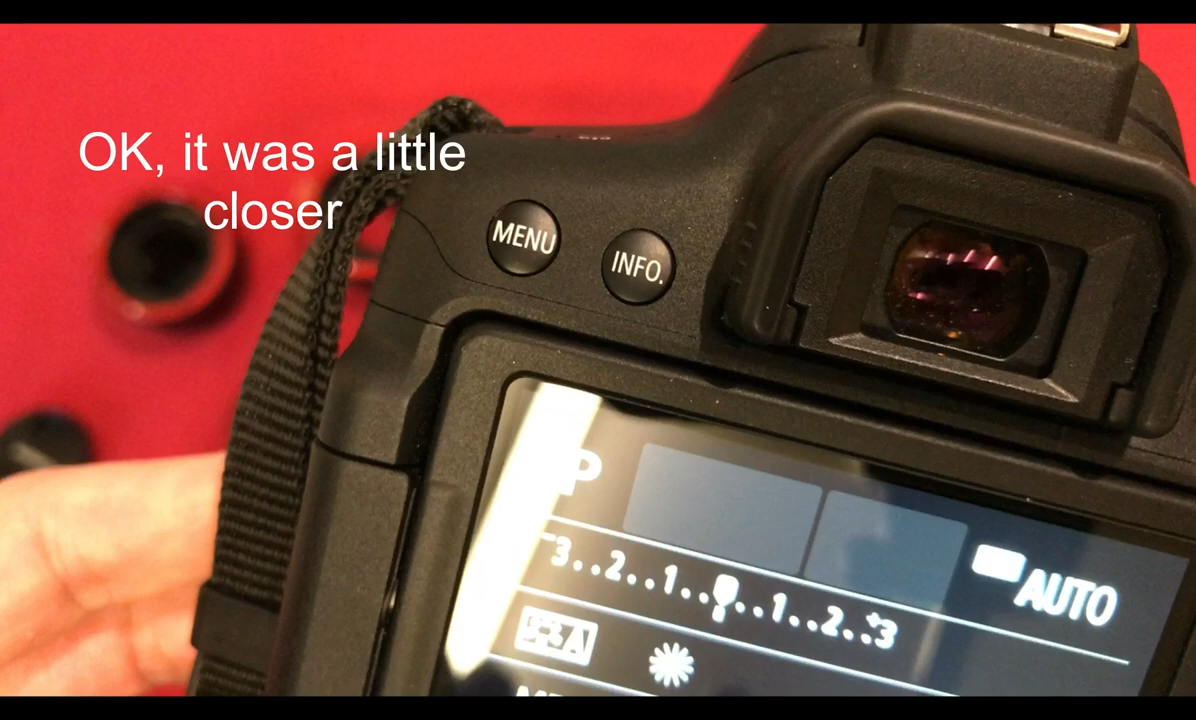 OK, it was a little
closer
MENU
INFO.
P
AUTO
-3..2..1..0..1..2..+3